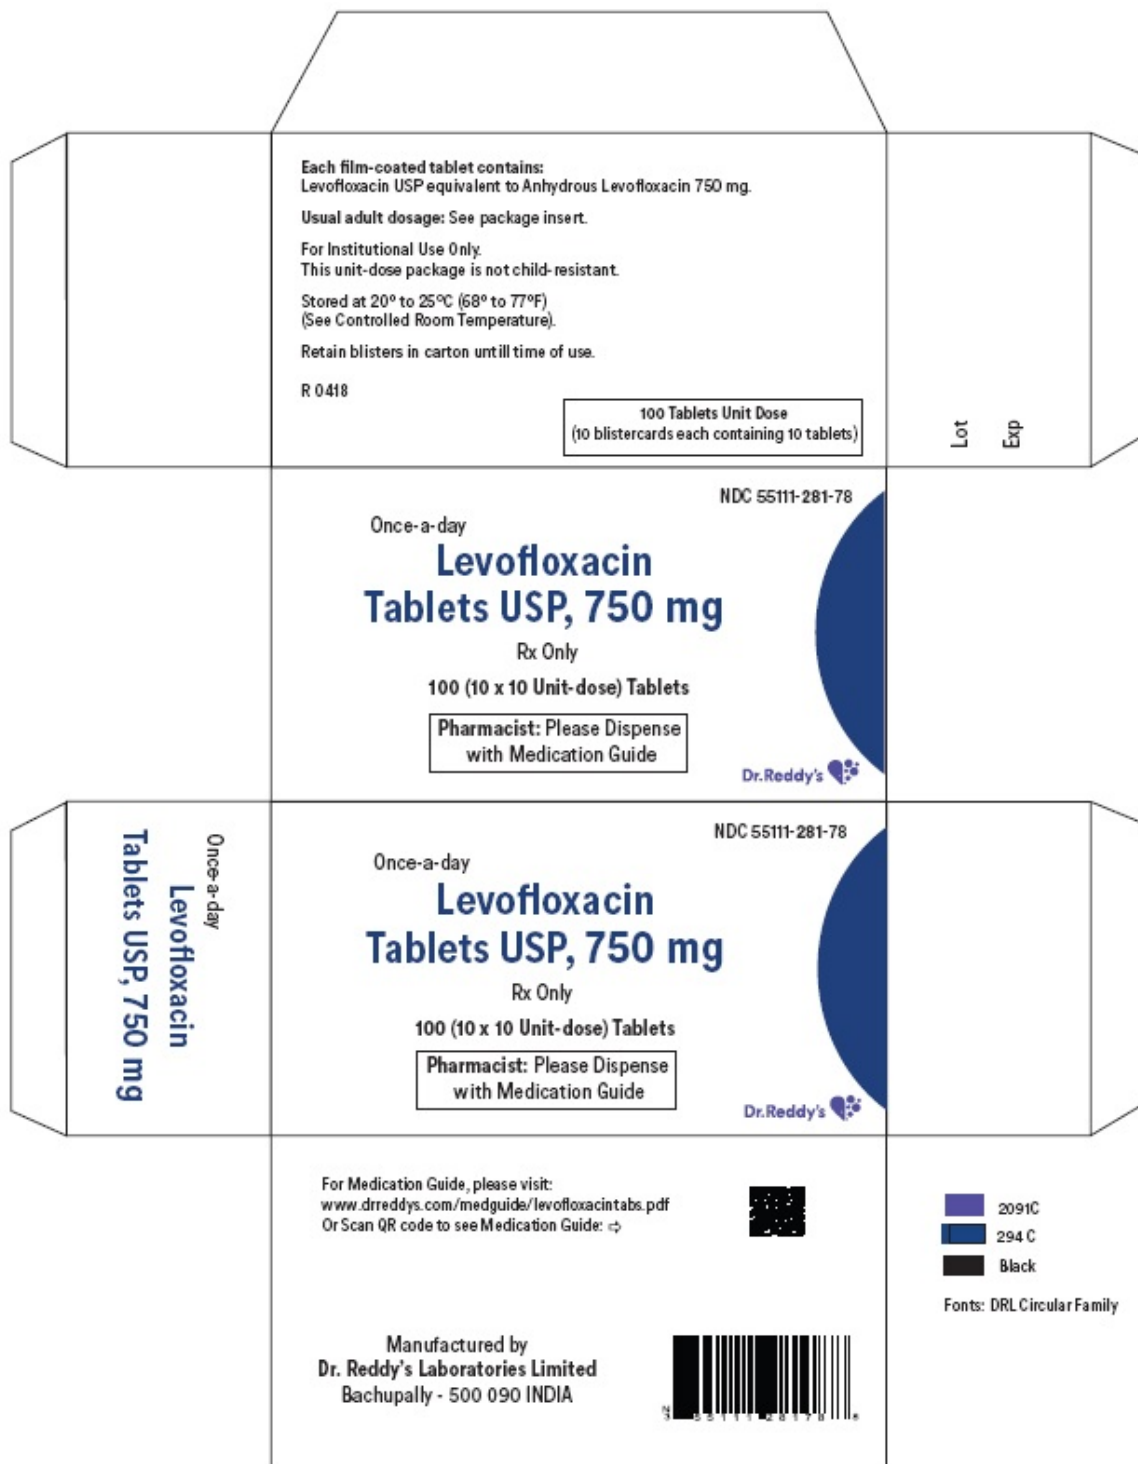 Each film-coated tablet contains:
Levofloxacin USP equivalent to Anhydrous Levofloxacin 750 mg.
Usual adult dosage: See package insert.
For Institutional Use Only.
This unit-dose package is not child-resistant.
Stored at 20° to 25°C (68° to 77°F)
(See Controlled Room Temperature).
Retain blisters in carton untill time of use.
R 0418
100 Tablets Unit Dose
(10 blistercards each containing 10 tablets)
Lot
Exp
NDC 55111-281-78
Once-a-day
Levofloxacin
Tablets USP, 750 mg
Rx Only
100 (10 x 10 Unit-dose) Tablets
Pharmacist: Please Dispense
with Medication Guide
Dr.Reddy's
Once-a-day
Levofloxacin
Tablets USP, 750 mg
NDC 55111-281-78
Once-a-day
Levofloxacin
Tablets USP, 750 mg
Rx Only
100 (10 x 10 Unit-dose) Tablets
Pharmacist: Please Dispense
with Medication Guide
Dr.Reddy's
For Medication Guide, please visit:
www.drreddys.com/medguide/levofloxacintabs.pdf
Or Scan QR code to see Medication Guide: ⇨
2091C
294 C
Black
Fonts: DRL Circular Family
Manufactured by
Dr. Reddy's Laboratories Limited
Bachupally - 500 090 INDIA
N
3 55111 28178 6